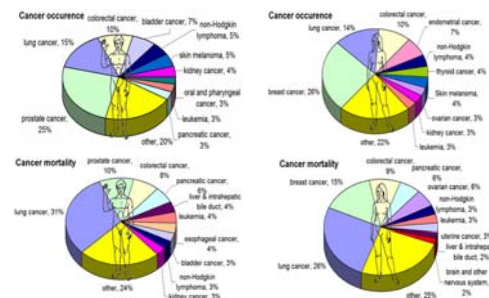 Cancer occurence
colorectal cancer,
10%
bladder cancer, 7%
non-Hodgkin
lymphoma, 5%
skin melanoma, 5%
kidney cancer, 4%
oral and pharyngeal
cancer, 3%
leukemia, 3%
pancreatic cancer,
3%
other, 20%
prostate cancer,
25%
lung cancer, 15%
Cancer occurence
colorectal cancer,
10%
endometrial cancer,
7%
non-Hodgkin
lymphoma, 4%
thyroid cancer, 4%
Skin melanoma,
4%
ovarian cancer, 3%
kidney cancer, 3%
leukemia, 3%
other, 22%
breast cancer, 26%
lung cancer, 14%
Cancer mortality
prostate cancer,
10%
colorectal cancer,
8%
pancreatic cancer,
6%
liver & intrahepatic
bile duct, 4%
leukemia, 4%
esophageal cancer,
4%
bladder cancer, 3%
non-Hodgkin
lymphoma, 3%
kidney cancer, 3%
other, 24%
lung cancer, 31%
Cancer mortality
colorectal cancer,
9%
pancreatic cancer,
6%
ovarian cancer, 6%
non-Hodgkin
lymphoma, 3%
leukemia, 3%
uterine cancer, 3%
liver & intrahepatic
bile duct, 2%
brain and other
nervous system,
2%
other, 25%
lung cancer, 26%
breast cancer, 15%